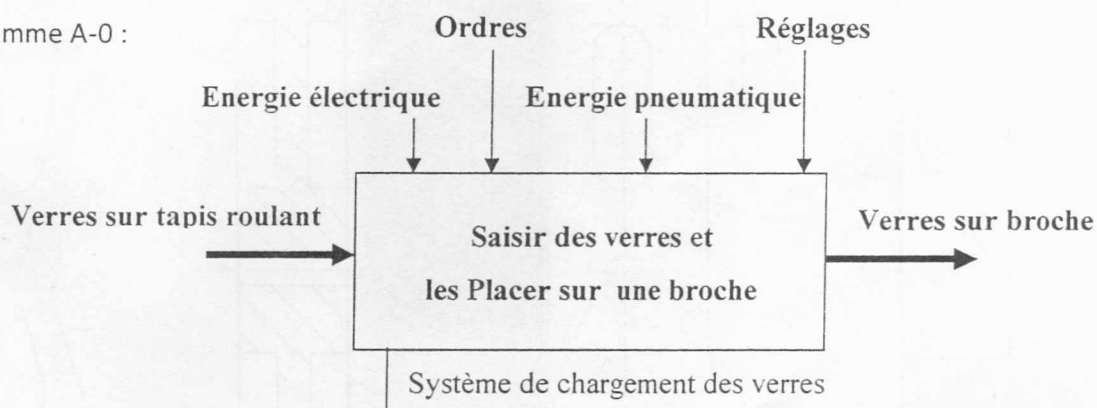 mme A-0 :
Ordres
Réglages
Energie électrique
Energie pneumatique
Verres sur tapis roulant
Saisir des verres et
les Placer sur une broche
Verres sur broche
Système de chargement des verres